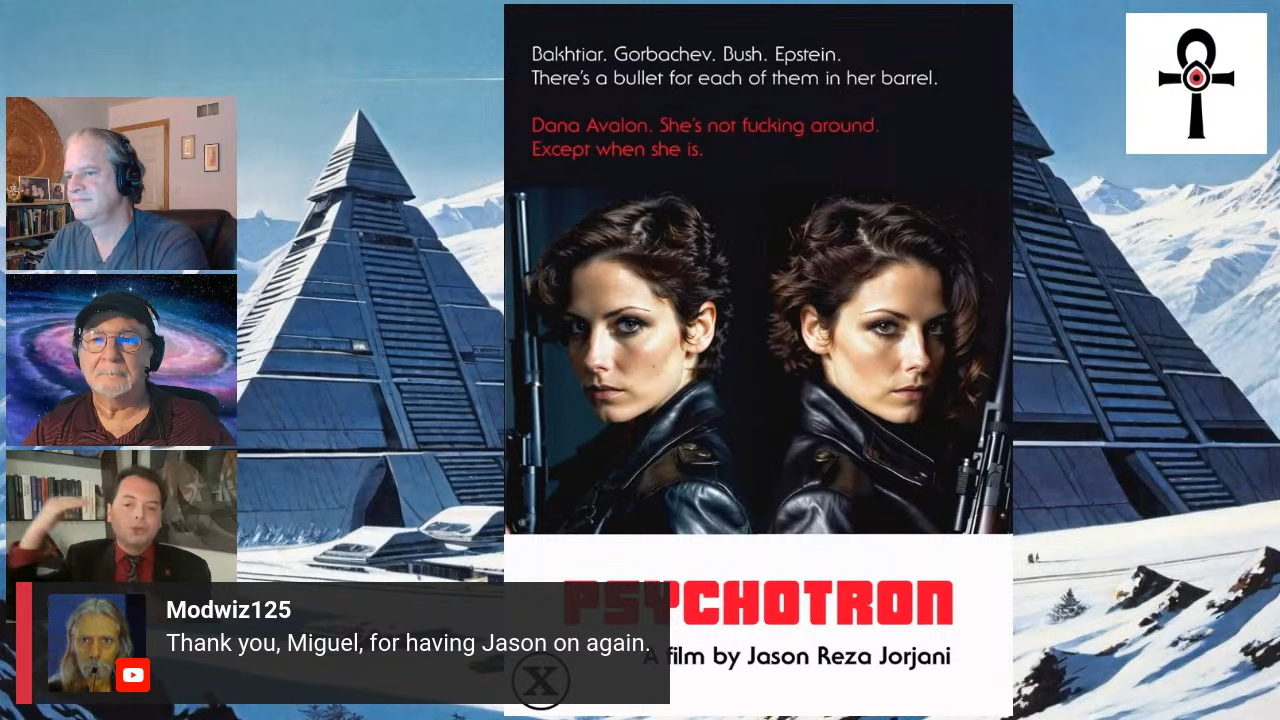 Bakhtiar. Gorbachev. Bush. Epstein.
There's a bullet for each of them in her barrel.
Dana Avalon. She's not fucking around.
Except when she is.
PSYCHOTRON
A film by Jason Reza Jorjani
X
Modwiz125
Thank you, Miguel, for having Jason on again.